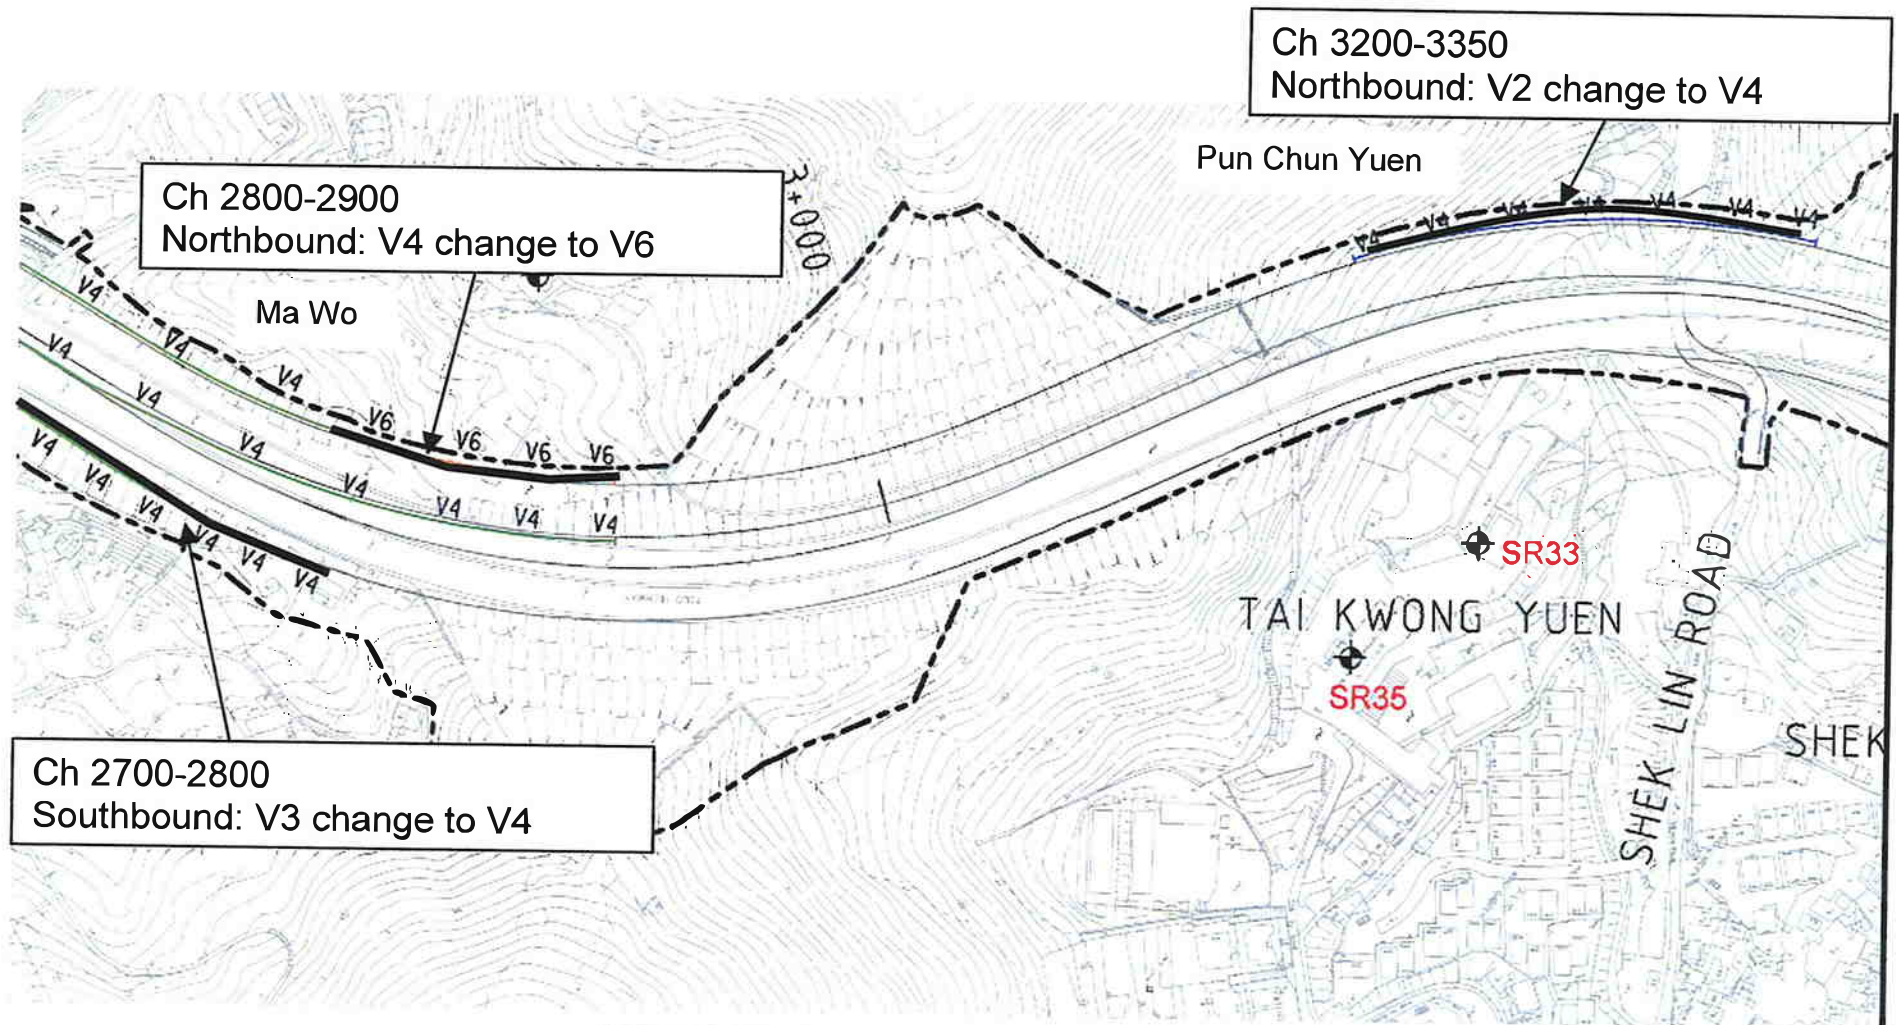 Ch 3200-3350
Northbound: V2 change to V4
Pun Chun Yuen
Ch 2800-2900
Northbound: V4 change to V6
3+000
Ma Wo
V4 V4 V4 V4 V4 V4 V4
V4 V4 V4 V6 V6 V6 V6
V4 V4 V4 V4 V4 V4 V4
V4 V4 V4 V4 V4 V4
SR33
TAI KWONG YUEN
SR35
SHEK LIN ROAD
SHEK
Ch 2700-2800
Southbound: V3 change to V4